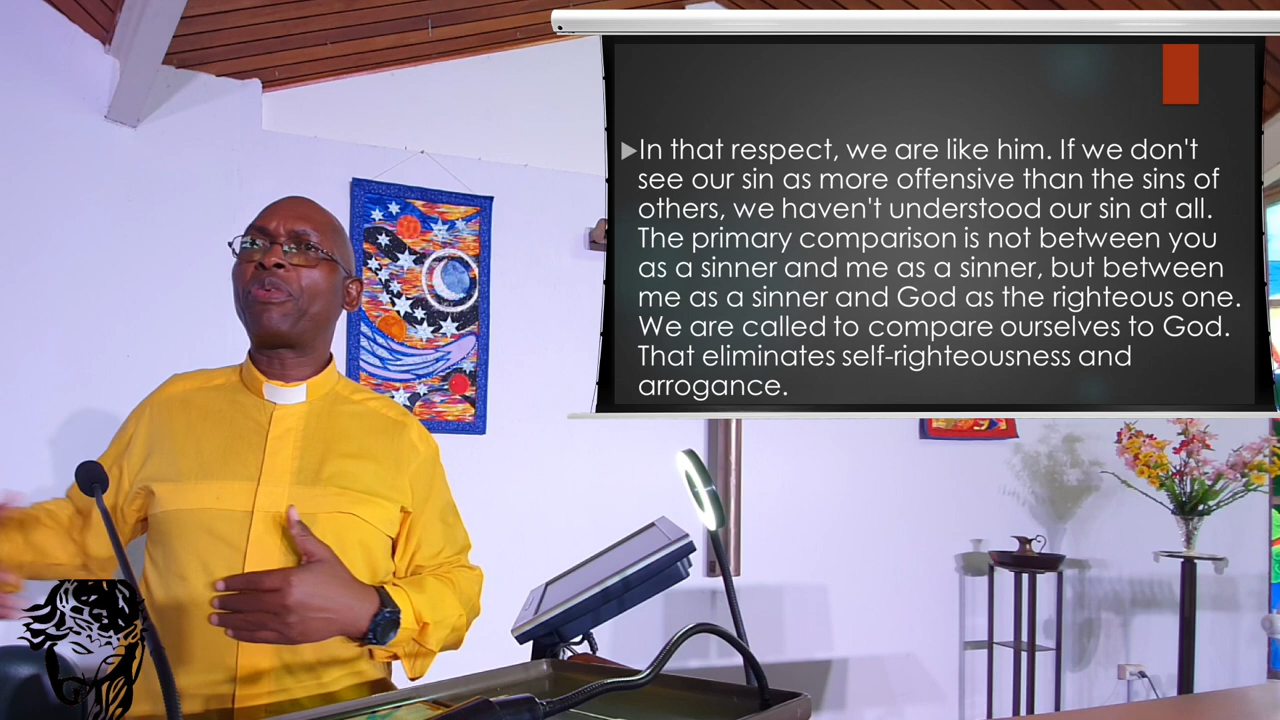 In that respect, we are like him. If we don't
see our sin as more offensive than the sins of
others, we haven't understood our sin at all.
The primary comparison is not between you
as a sinner and me as a sinner, but between
me as a sinner and God as the righteous one.
We are called to compare ourselves to God.
That eliminates self-righteousness and
arrogance.